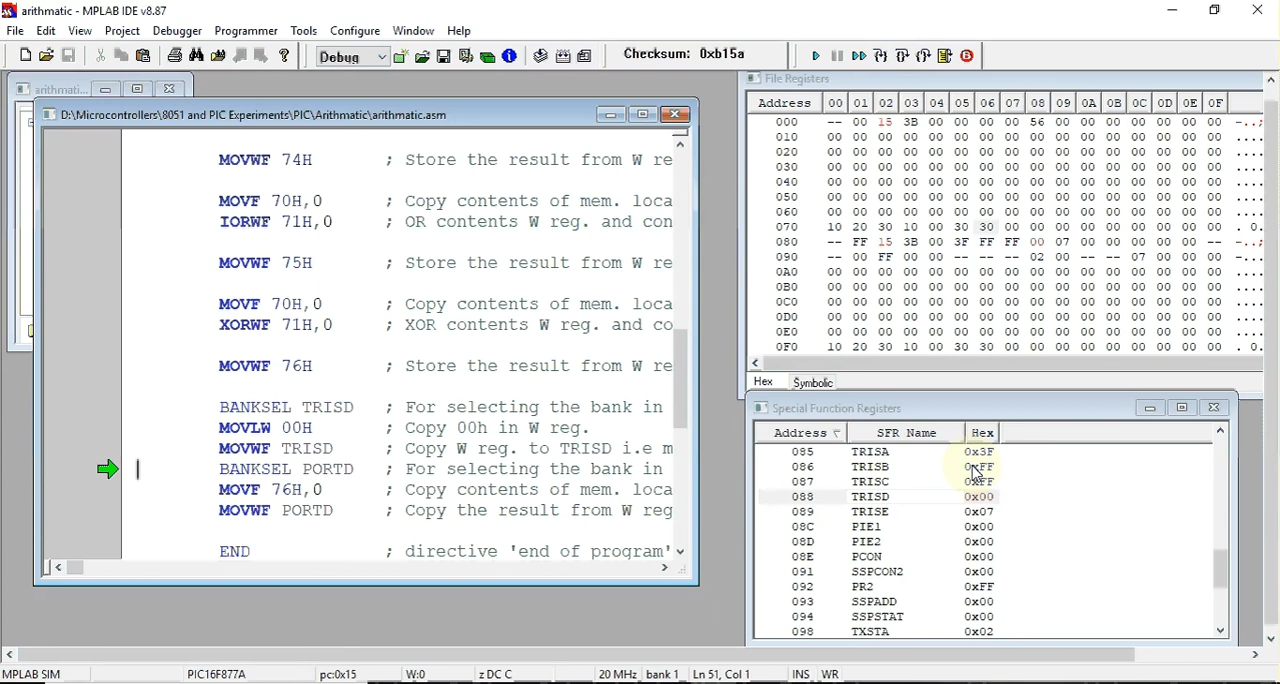 arithmatic - MPLAB IDE v8.87
File Edit View Project Debugger Programmer Tools Configure Window Help
Debug Checksum: 0xb15a
arithmati...
D:\Microcontrollers\8051 and PIC Experiments\PIC\Arithmatic\arithmatic.asm
MOVWF 74H ; Store the result from W re
MOVF 70H,0 ; Copy contents of mem. loca
IORWF 71H,0 ; OR contents W reg. and con
MOVWF 75H ; Store the result from W re
MOVF 70H,0 ; Copy contents of mem. loca
XORWF 71H,0 ; XOR contents W reg. and co
MOVWF 76H ; Store the result from W re
BANKSEL TRISD ; For selecting the bank in
MOVLW 00H ; Copy 00h in W reg.
MOVWF TRISD ; Copy W reg. to TRISD i.e m
BANKSEL PORTD ; For selecting the bank in
MOVF 76H,0 ; Copy contents of mem. loca
MOVWF PORTD ; Copy the result from W reg
END ; directive 'end of program'
File Registers
Address 00 01 02 03 04 05 06 07 08 09 0A 0B 0C 0D 0E 0F
000 -- 00 15 3B 00 00 00 00 56 00 00 00 00 00 00 00 -..;
010 -- 00 00 00 00 00 00 00 00 00 00 00 00 00 00 00 ....
020 00 00 00 00 00 00 00 00 00 00 00 00 00 00 00 00 ....
030 00 00 00 00 00 00 00 00 00 00 00 00 00 00 00 00 ....
040 00 00 00 00 00 00 00 00 00 00 00 00 00 00 00 00 ....
050 00 00 00 00 00 00 00 00 00 00 00 00 00 00 00 00 ....
060 00 00 00 00 00 00 00 00 00 00 00 00 00 00 00 00 ....
070 10 20 30 10 00 30 30 00 00 00 00 00 00 00 00 00 . 0.
080 -- FF 15 3B 00 3F FF FF 00 07 00 00 00 00 00 -- -..;
090 -- 00 FF 00 00 -- -- -- 02 00 -- -- 07 00 00 00 ....
0A0 00 00 00 00 00 00 00 00 00 00 00 00 00 00 00 00 ....
0B0 00 00 00 00 00 00 00 00 00 00 00 00 00 00 00 00 ....
0C0 00 00 00 00 00 00 00 00 00 00 00 00 00 00 00 00 ....
0D0 00 00 00 00 00 00 00 00 00 00 00 00 00 00 00 00 ....
0E0 00 00 00 00 00 00 00 00 00 00 00 00 00 00 00 00 ....
0F0 10 20 30 10 00 30 30 00 00 00 00 00 00 00 00 00 . 0.
Hex Symbolic
Special Function Registers
Address SFR Name Hex
085 TRISA 0x3F
086 TRISB 0xFF
087 TRISC 0xFF
088 TRISD 0x00
089 TRISE 0x07
08C PIE1 0x00
08D PIE2 0x00
08E PCON 0x00
091 SSPCON2 0x00
092 PR2 0xFF
093 SSPADD 0x00
094 SSPSTAT 0x00
098 TXSTA 0x02
MPLAB SIM PIC16F877A pc:0x15 W:0 z DC C 20 MHz bank 1 Ln 51, Col 1 INS WR